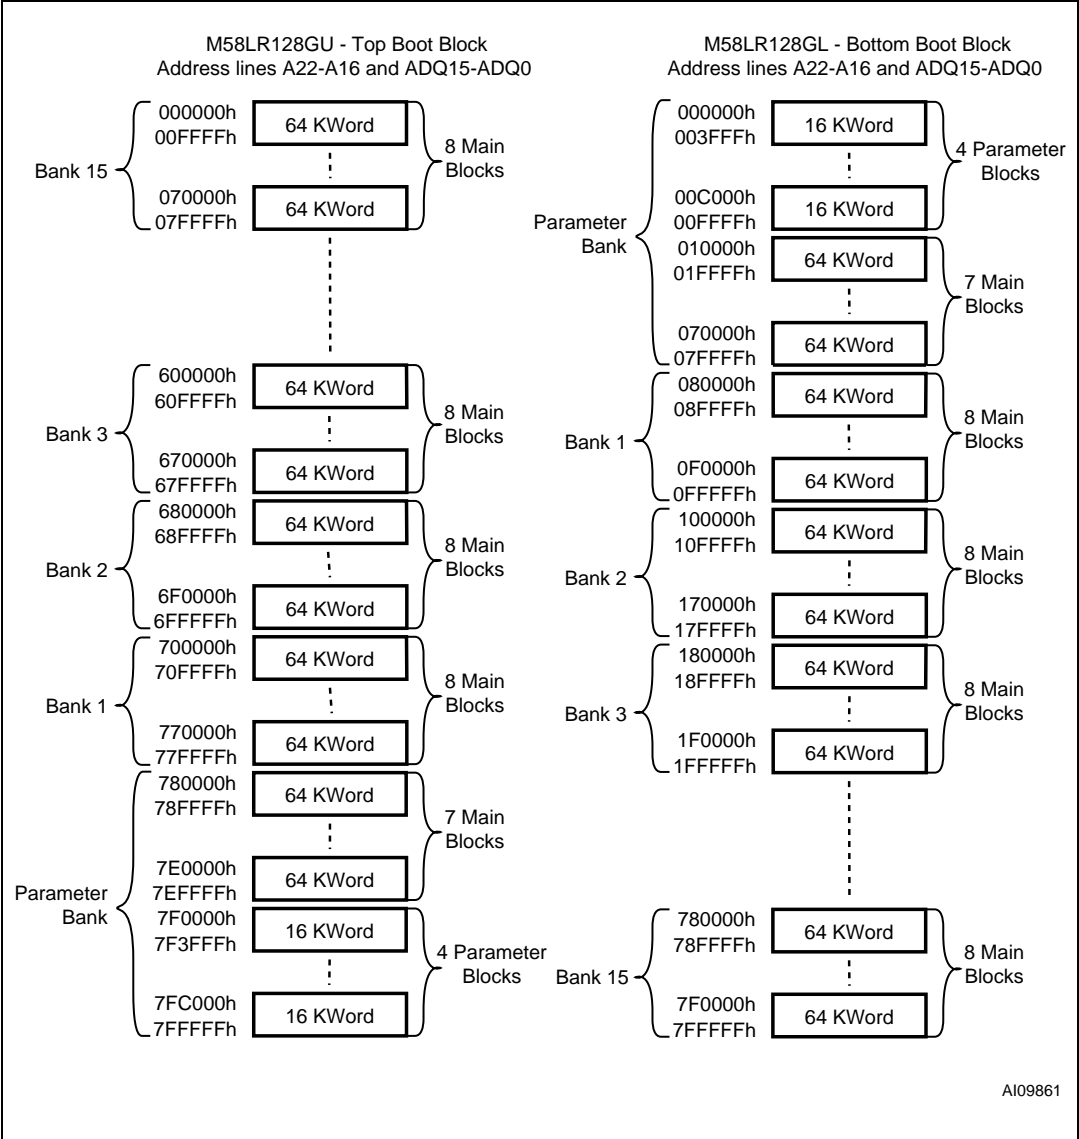 M58LR128GU - Top Boot Block
Address lines A22-A16 and ADQ15-ADQ0
000000h
00FFFFh
64 KWord
Bank 15
8 Main
Blocks
070000h
07FFFFh
64 KWord
600000h
60FFFFh
64 KWord
Bank 3
8 Main
Blocks
670000h
67FFFFh
64 KWord
680000h
68FFFFh
64 KWord
Bank 2
8 Main
Blocks
6F0000h
6FFFFFh
64 KWord
700000h
70FFFFh
64 KWord
Bank 1
8 Main
Blocks
770000h
77FFFFh
64 KWord
780000h
78FFFFh
64 KWord
7 Main
Blocks
7E0000h
7EFFFFh
64 KWord
Parameter
Bank
7F0000h
7F3FFFh
16 KWord
4 Parameter
Blocks
7FC000h
7FFFFFh
16 KWord
M58LR128GL - Bottom Boot Block
Address lines A22-A16 and ADQ15-ADQ0
000000h
003FFFh
16 KWord
4 Parameter
Blocks
00C000h
00FFFFh
16 KWord
Parameter
Bank
010000h
01FFFFh
64 KWord
7 Main
Blocks
070000h
07FFFFh
64 KWord
080000h
08FFFFh
64 KWord
Bank 1
8 Main
Blocks
0F0000h
0FFFFFh
64 KWord
100000h
10FFFFh
64 KWord
Bank 2
8 Main
Blocks
170000h
17FFFFh
64 KWord
180000h
18FFFFh
64 KWord
Bank 3
8 Main
Blocks
1F0000h
1FFFFFh
64 KWord
780000h
78FFFFh
64 KWord
Bank 15
8 Main
Blocks
7F0000h
7FFFFFh
64 KWord
AI09861